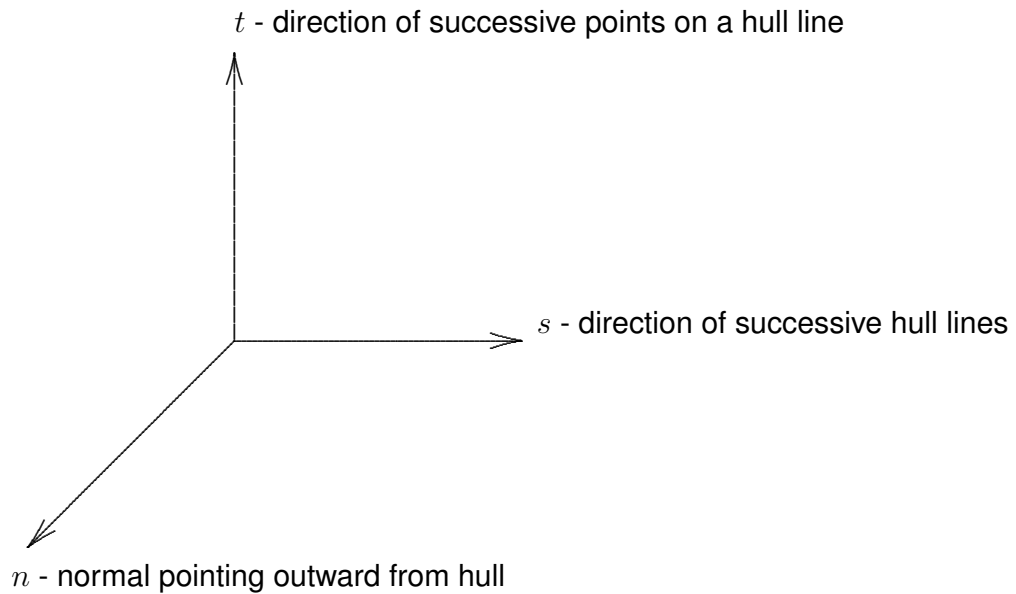 t - direction of successive points on a hull line
s - direction of successive hull lines
n - normal pointing outward from hull